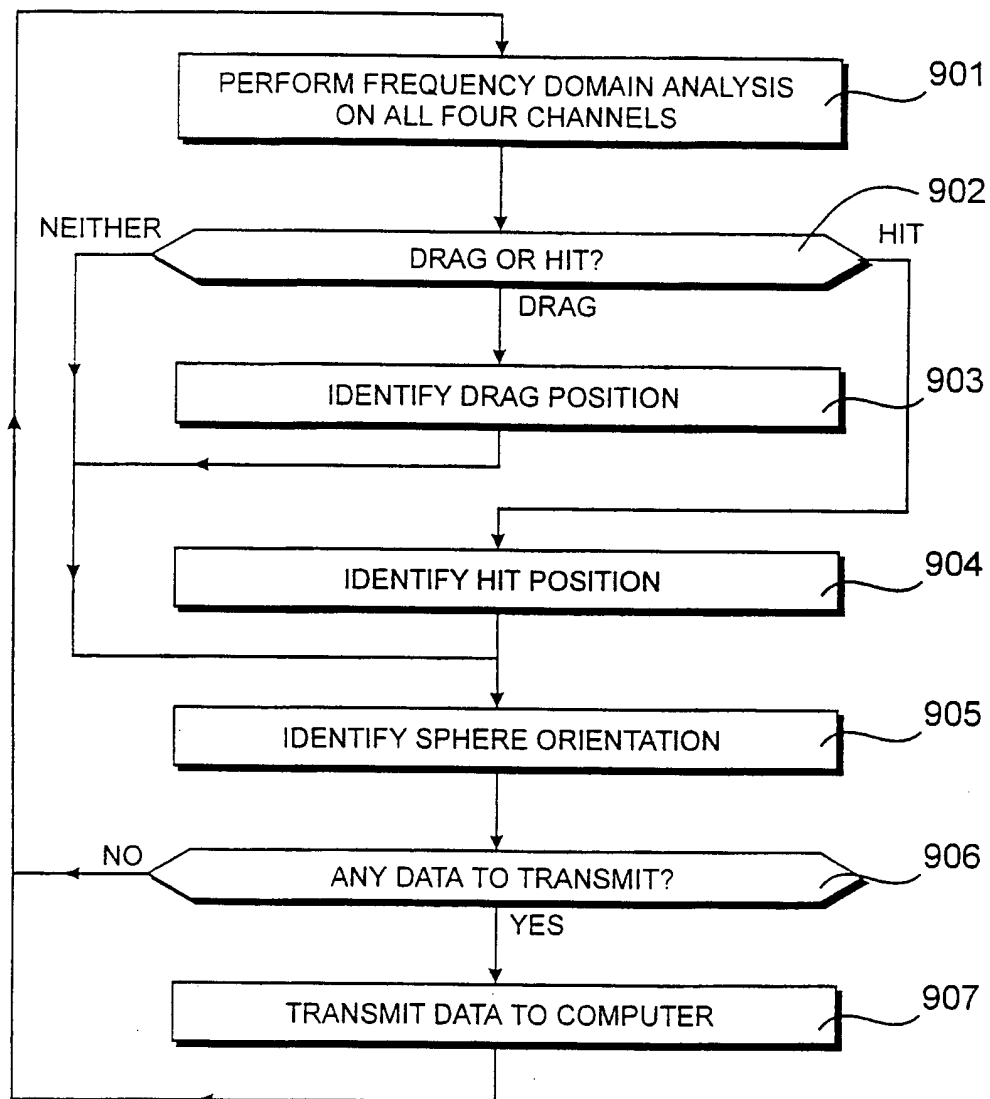 PERFORM FREQUENCY DOMAIN ANALYSIS
ON ALL FOUR CHANNELS
901
902
NEITHER
HIT
DRAG OR HIT?
DRAG
IDENTIFY DRAG POSITION
903
IDENTIFY HIT POSITION
904
IDENTIFY SPHERE ORIENTATION
905
NO
ANY DATA TO TRANSMIT?
906
YES
TRANSMIT DATA TO COMPUTER
907